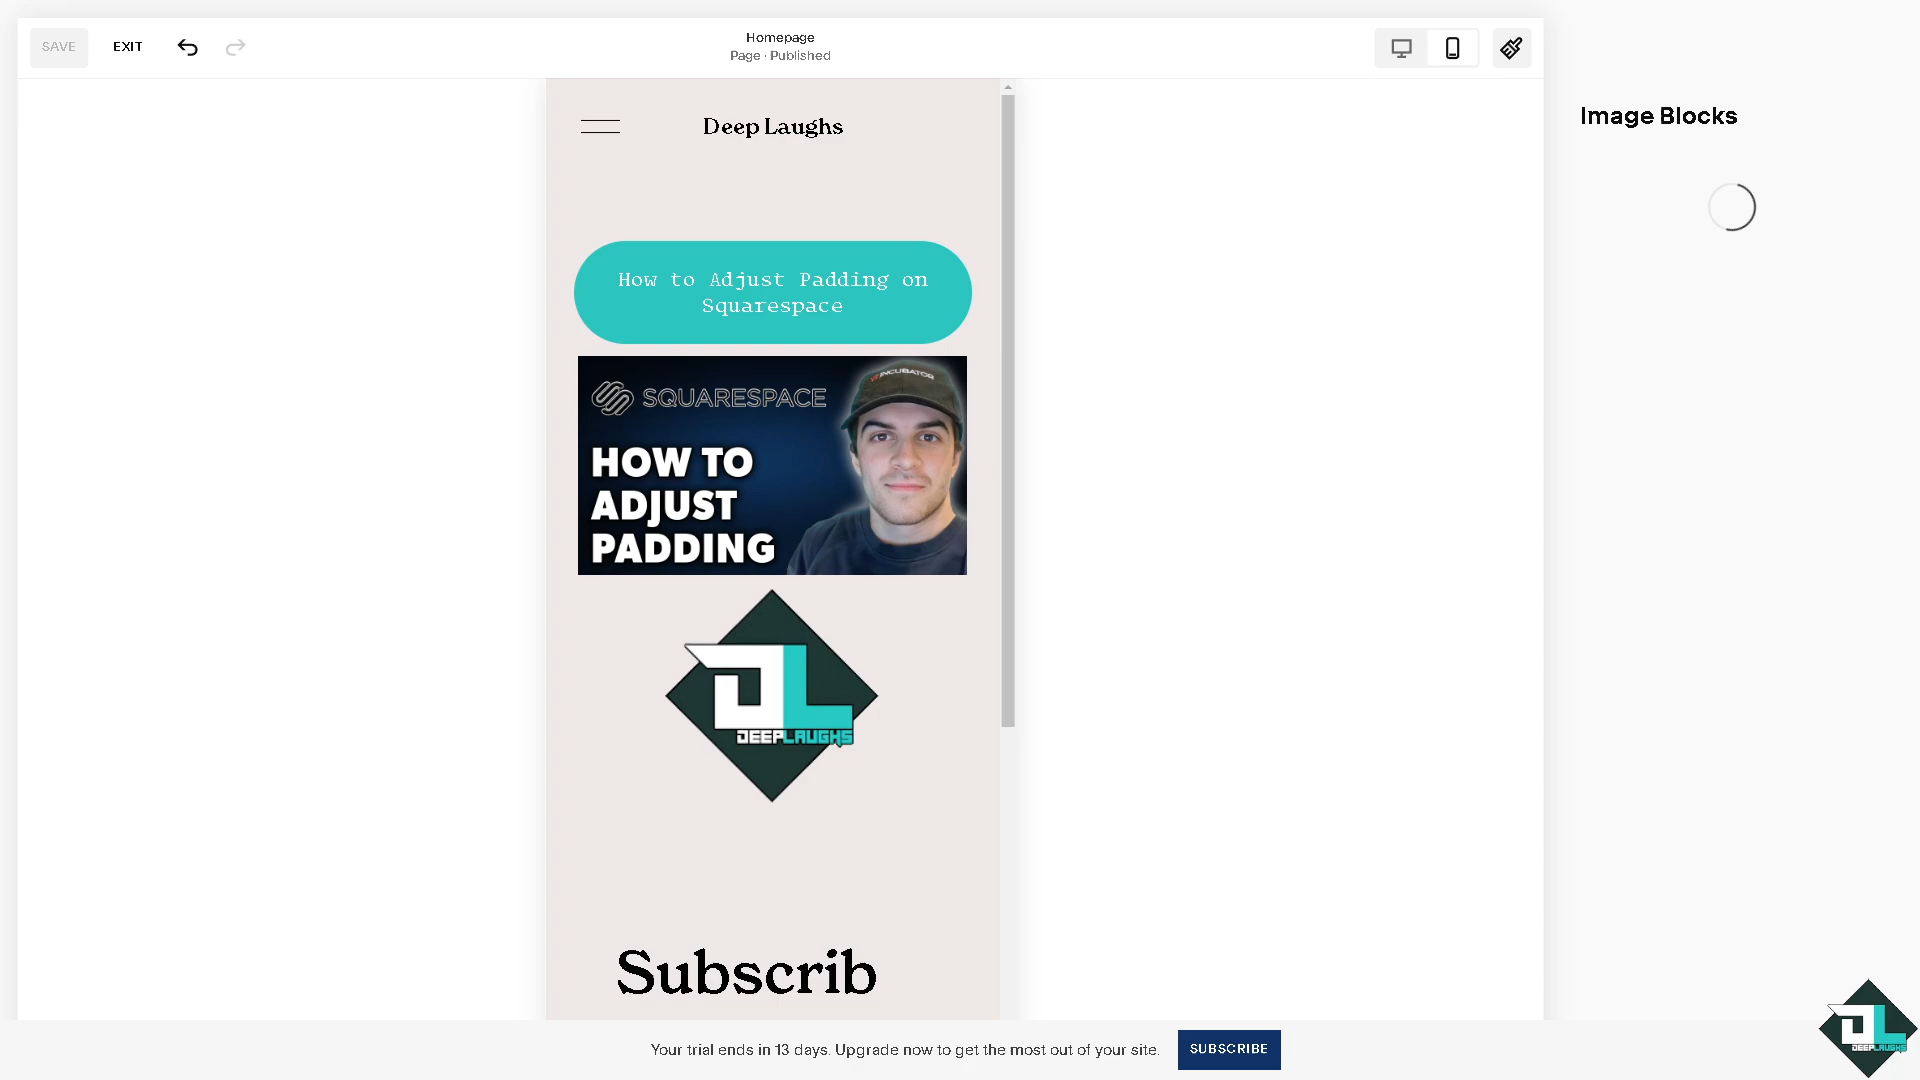 SAVE
EXIT
Homepage
Page · Published
Image Blocks
Deep Laughs
How to Adjust Padding on
Squarespace
INCUBATOR
SQUARESPACE
HOW TO
ADJUST
PADDING
DL
DEEPLAUGHS
Subscrib
Your trial ends in 13 days. Upgrade now to get the most out of your site.
SUBSCRIBE
DL
DEEPLAUGHS